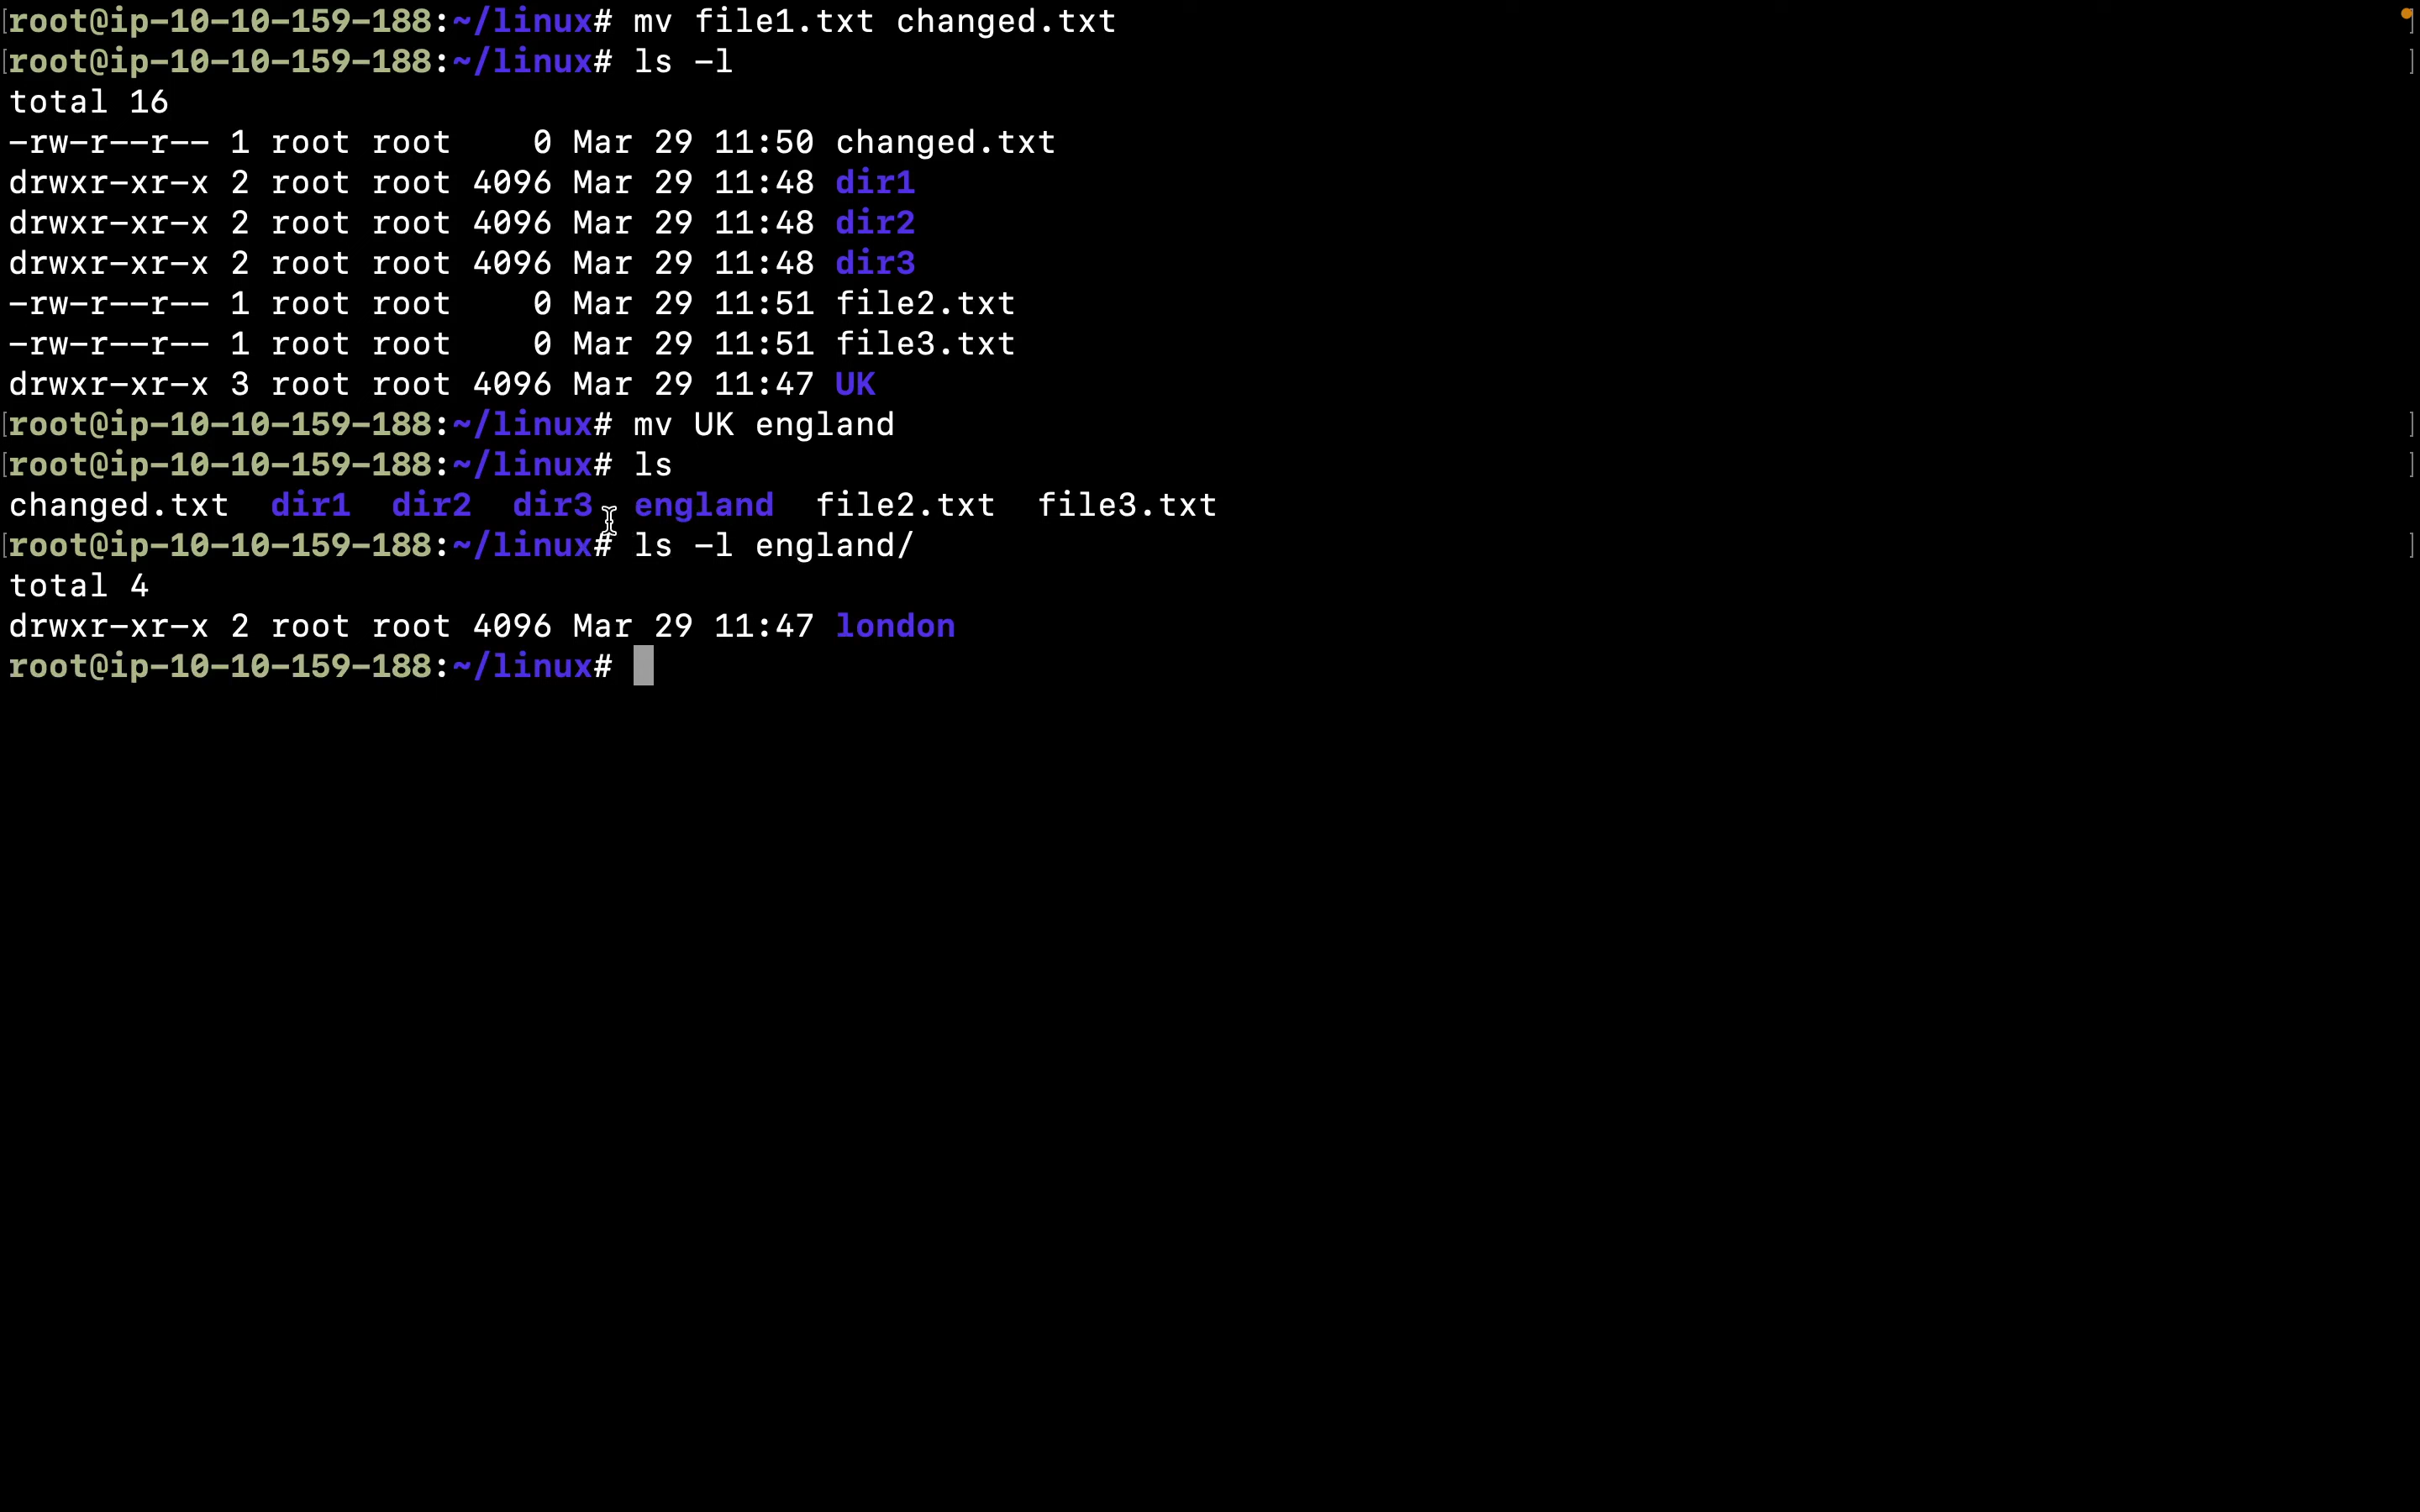 [root@ip-10-10-159-188:~/linux# mv file1.txt changed.txt ]
[root@ip-10-10-159-188:~/linux# ls -l ]
total 16
-rw-r--r-- 1 root root    0 Mar 29 11:50 changed.txt
drwxr-xr-x 2 root root 4096 Mar 29 11:48 dir1
drwxr-xr-x 2 root root 4096 Mar 29 11:48 dir2
drwxr-xr-x 2 root root 4096 Mar 29 11:48 dir3
-rw-r--r-- 1 root root    0 Mar 29 11:51 file2.txt
-rw-r--r-- 1 root root    0 Mar 29 11:51 file3.txt
drwxr-xr-x 3 root root 4096 Mar 29 11:47 UK
[root@ip-10-10-159-188:~/linux# mv UK england ]
[root@ip-10-10-159-188:~/linux# ls ]
changed.txt  dir1  dir2  dir3  england  file2.txt  file3.txt
[root@ip-10-10-159-188:~/linux# ls -l england/ ]
total 4
drwxr-xr-x 2 root root 4096 Mar 29 11:47 london
root@ip-10-10-159-188:~/linux#